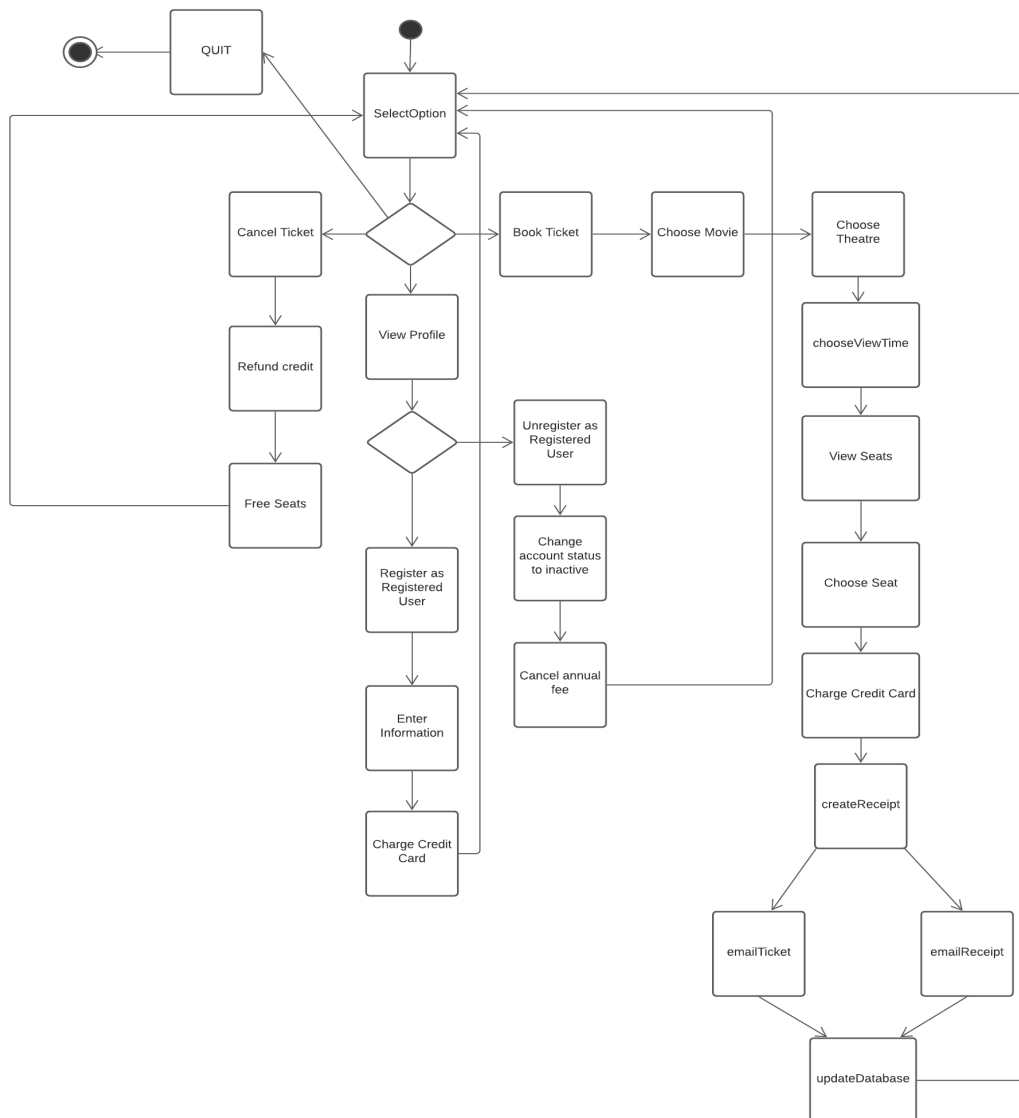 QUIT
SelectOption
Cancel Ticket
Book Ticket
Choose Movie
Choose
Theatre
View Profile
chooseViewTime
Refund credit
Unregister as
Registered
User
View Seats
Free Seats
Change
account status
to inactive
Register as
Registered
User
Choose Seat
Cancel annual
fee
Charge Credit Card
Enter
Information
createReceipt
Charge Credit
Card
emailTicket
emailReceipt
updateDatabase